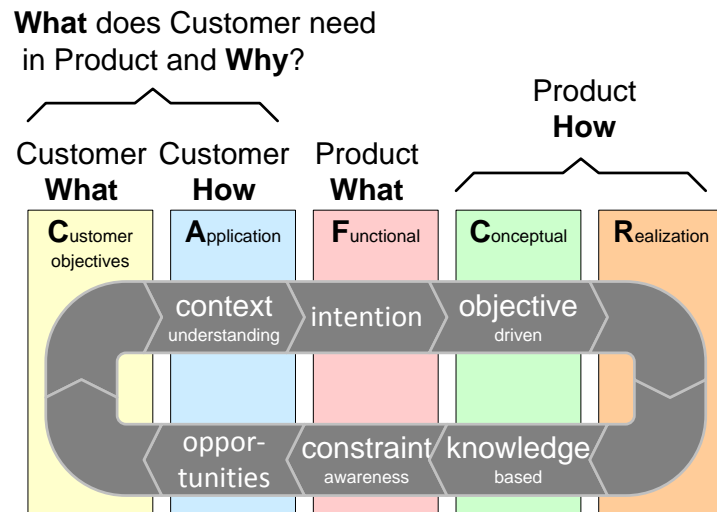 What does Customer need
in Product and Why?
Product
How
Customer
What
Customer
How
Product
What
Customer
objectives
Application
Functional
Conceptual
Realization
context
understanding
intention
objective
driven
oppor-
tunities
constraint
awareness
knowledge
based